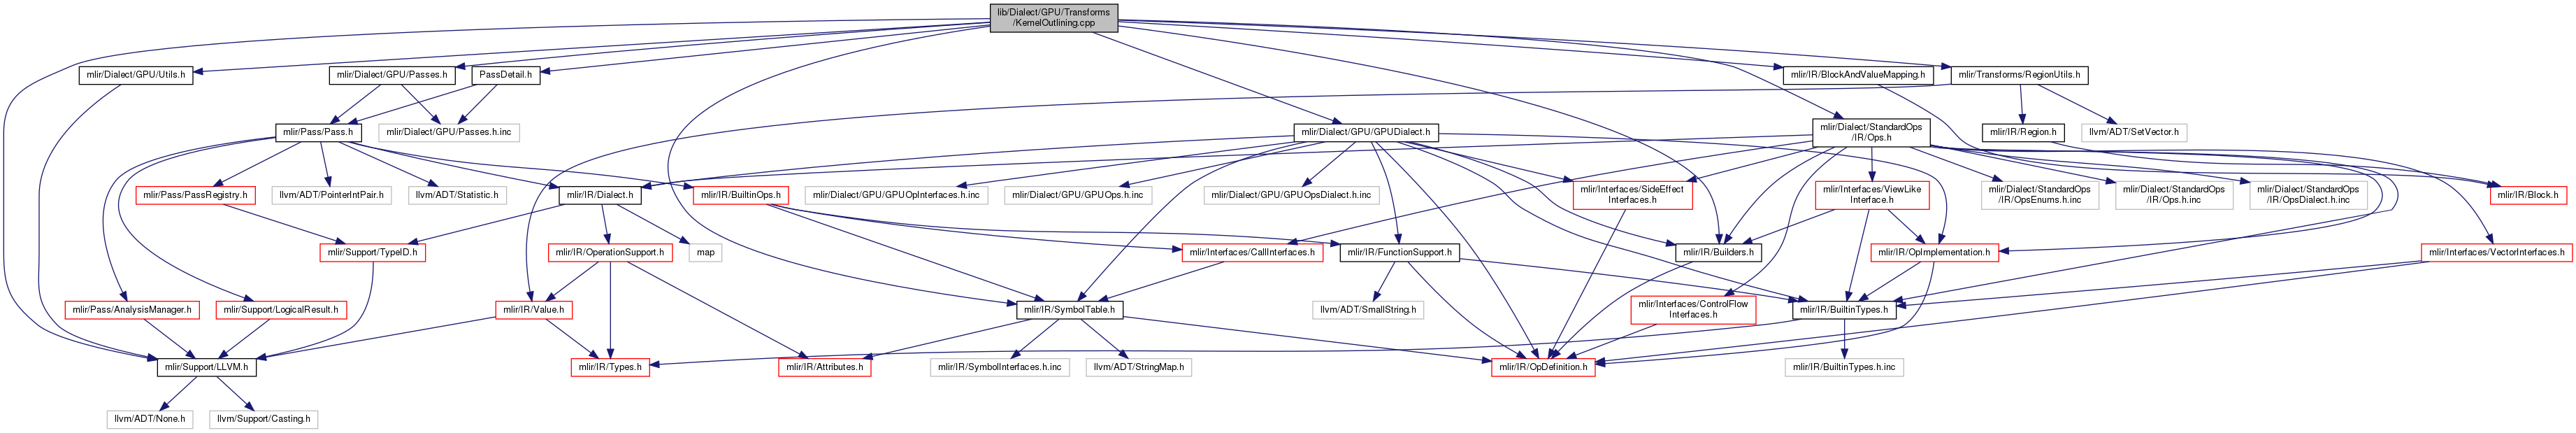 lib/Dialect/GPU/Transforms
/KernelOutlining.cpp
mlir/Dialect/GPU/Utils.h
mlir/Dialect/GPU/Passes.h
PassDetail.h
mlir/IR/BlockAndValueMapping.h
mlir/Transforms/RegionUtils.h
mlir/Pass/Pass.h
mlir/Dialect/GPU/Passes.h.inc
mlir/Dialect/GPU/GPUDialect.h
mlir/Dialect/StandardOps
/IR/Ops.h
mlir/IR/Region.h
llvm/ADT/SetVector.h
mlir/Pass/PassRegistry.h
llvm/ADT/PointerIntPair.h
llvm/ADT/Statistic.h
mlir/IR/Dialect.h
mlir/IR/BuiltinOps.h
mlir/Dialect/GPU/GPUOpInterfaces.h.inc
mlir/Dialect/GPU/GPUOps.h.inc
mlir/Dialect/GPU/GPUOpsDialect.h.inc
mlir/Interfaces/SideEffect
Interfaces.h
mlir/Interfaces/ViewLike
Interface.h
mlir/Dialect/StandardOps
/IR/OpsEnums.h.inc
mlir/Dialect/StandardOps
/IR/Ops.h.inc
mlir/Dialect/StandardOps
/IR/OpsDialect.h.inc
mlir/IR/Block.h
mlir/Support/TypeID.h
mlir/IR/OperationSupport.h
map
mlir/Interfaces/CallInterfaces.h
mlir/IR/FunctionSupport.h
mlir/IR/Builders.h
mlir/IR/OpImplementation.h
mlir/Interfaces/VectorInterfaces.h
mlir/Pass/AnalysisManager.h
mlir/Support/LogicalResult.h
mlir/IR/Value.h
mlir/IR/SymbolTable.h
llvm/ADT/SmallString.h
mlir/Interfaces/ControlFlow
Interfaces.h
mlir/IR/BuiltinTypes.h
mlir/Support/LLVM.h
mlir/IR/Types.h
mlir/IR/Attributes.h
mlir/IR/SymbolInterfaces.h.inc
llvm/ADT/StringMap.h
mlir/IR/OpDefinition.h
mlir/IR/BuiltinTypes.h.inc
llvm/ADT/None.h
llvm/Support/Casting.h